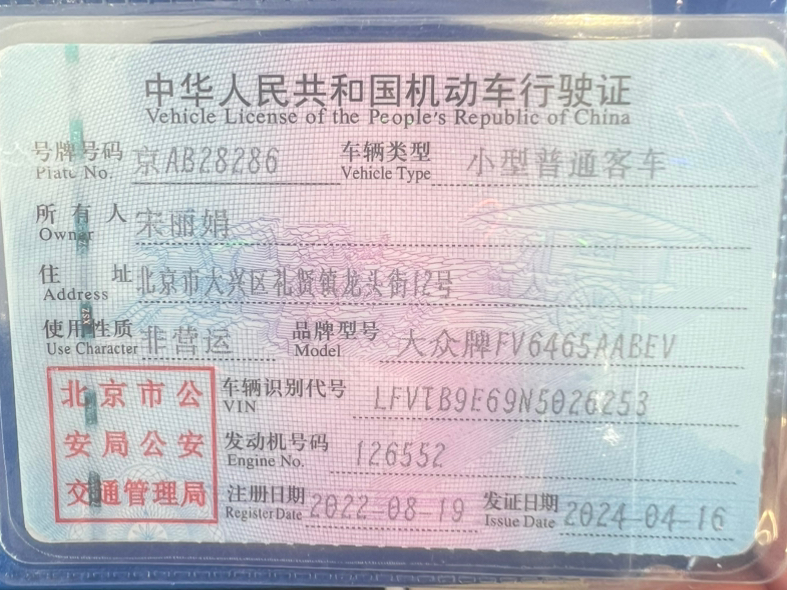 中华人民共和国机动车行驶证
Vehicle License of the People's Republic of China
号牌号码 京AB28286 车辆类型 小型普通客车
Plate No. Vehicle Type
所有人 宋丽娟
Owner
住址 北京市大兴区礼贤镇龙头街12号
Address
使用性质 非营运 品牌型号 大众牌FV6465AABEV
Use Character Model
北京市公安局公安交通管理局
车辆识别代号 LFVTB9E69N5026253
VIN
发动机号码 126552
Engine No.
注册日期 2022-08-19 发证日期 2024-04-16
Register Date Issue Date